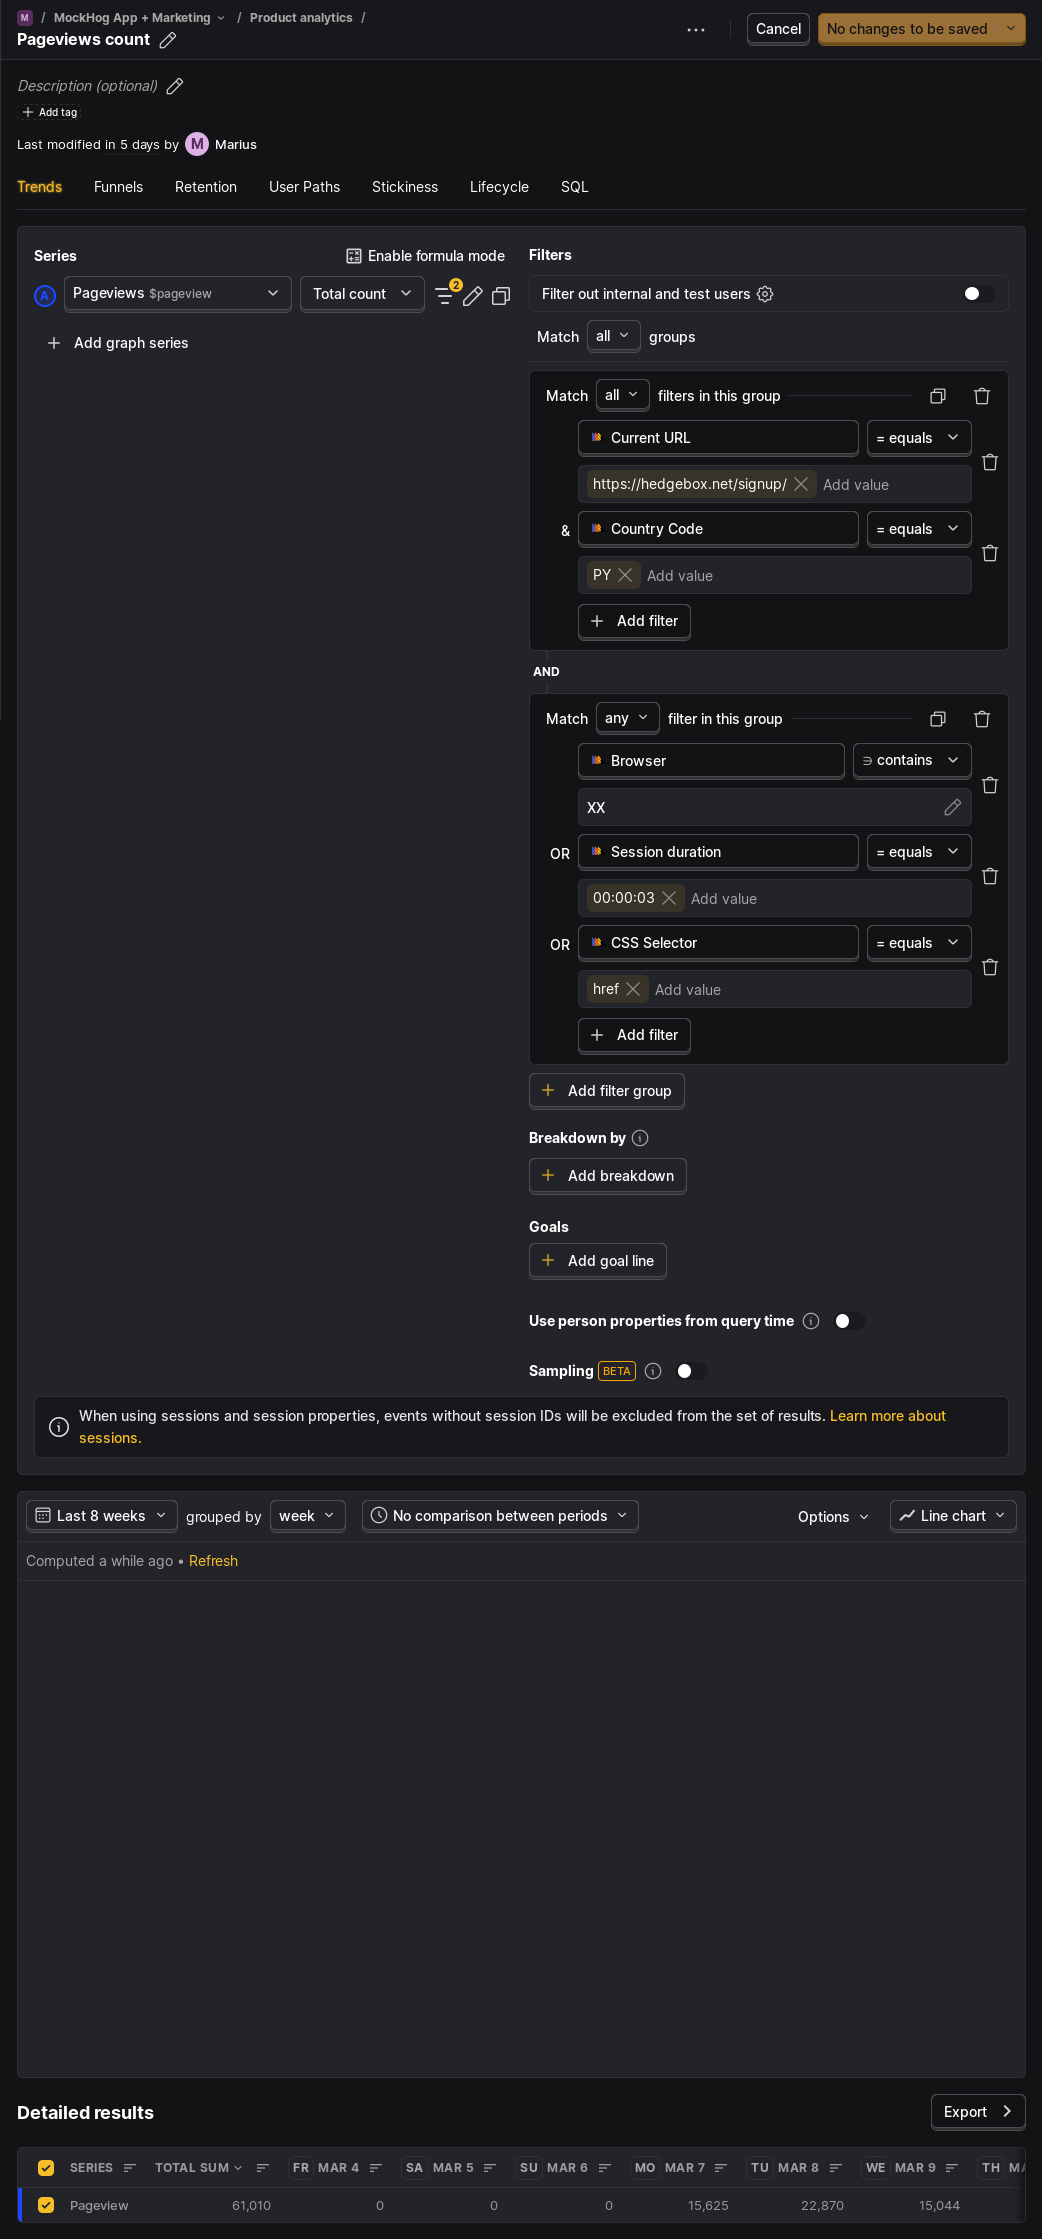 M / MockHog App + Marketing / Product analytics /
Pageviews count
Cancel
No changes to be saved
Description (optional)
Add tag
Last modified in 5 days by M Marius
Trends Funnels Retention User Paths Stickiness Lifecycle SQL
Series
Enable formula mode
A Pageviews $pageview Total count 2
Add graph series
Filters
Filter out internal and test users
Match all groups
Match all filters in this group
Current URL = equals
https://hedgebox.net/signup/ Add value
& Country Code = equals
PY Add value
Add filter
AND
Match any filter in this group
Browser ∋ contains
XX
OR Session duration = equals
00:00:03 Add value
OR CSS Selector = equals
href Add value
Add filter
Add filter group
Breakdown by
Add breakdown
Goals
Add goal line
Use person properties from query time
Sampling BETA
When using sessions and session properties, events without session IDs will be excluded from the set of results. Learn more about
sessions.
Last 8 weeks grouped by week No comparison between periods Options Line chart
Computed a while ago • Refresh
Detailed results
Export
SERIES TOTAL SUM FR MAR 4 SA MAR 5 SU MAR 6 MO MAR 7 TU MAR 8 WE MAR 9 TH
Pageview 61,010 0 0 0 15,625 22,870 15,044